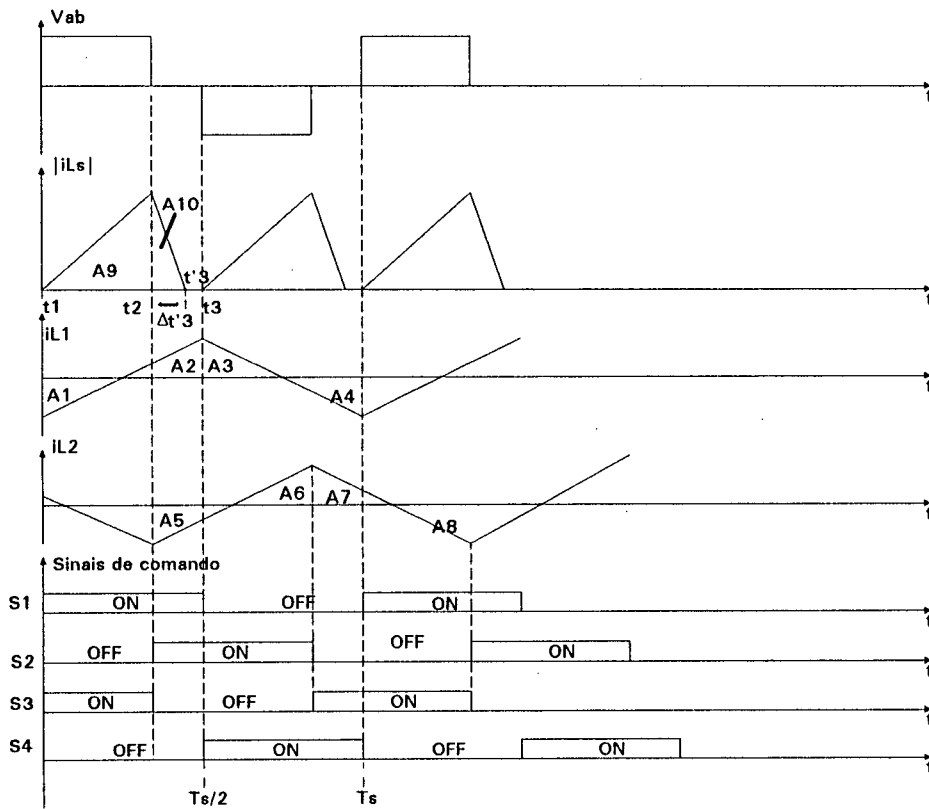 Vab
t
|iLs|
A10
A9
t'3
t
t1
t2
Δt'3
t3
iL1
A2
A3
A1
A4
t
iL2
A6
A7
A5
A8
t
Sinais de comando
S1
ON
OFF
ON
t
S2
OFF
ON
OFF
ON
t
S3
ON
OFF
ON
t
S4
OFF
ON
OFF
ON
t
Ts/2
Ts